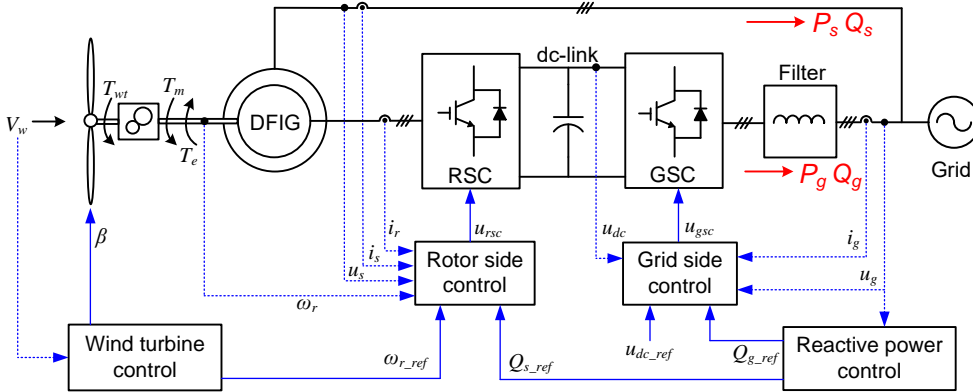 P_s Q_s
dc-link
Filter
T_wt
T_m
V_w
DFIG
T_e
RSC
GSC
Grid
P_g Q_g
β
i_r
u_rsc
u_dc
u_gsc
i_g
i_s
u_s
Rotor side
control
Grid side
control
u_g
ω_r
Wind turbine
control
ω_r_ref
Q_s_ref
u_dc_ref
Q_g_ref
Reactive power
control